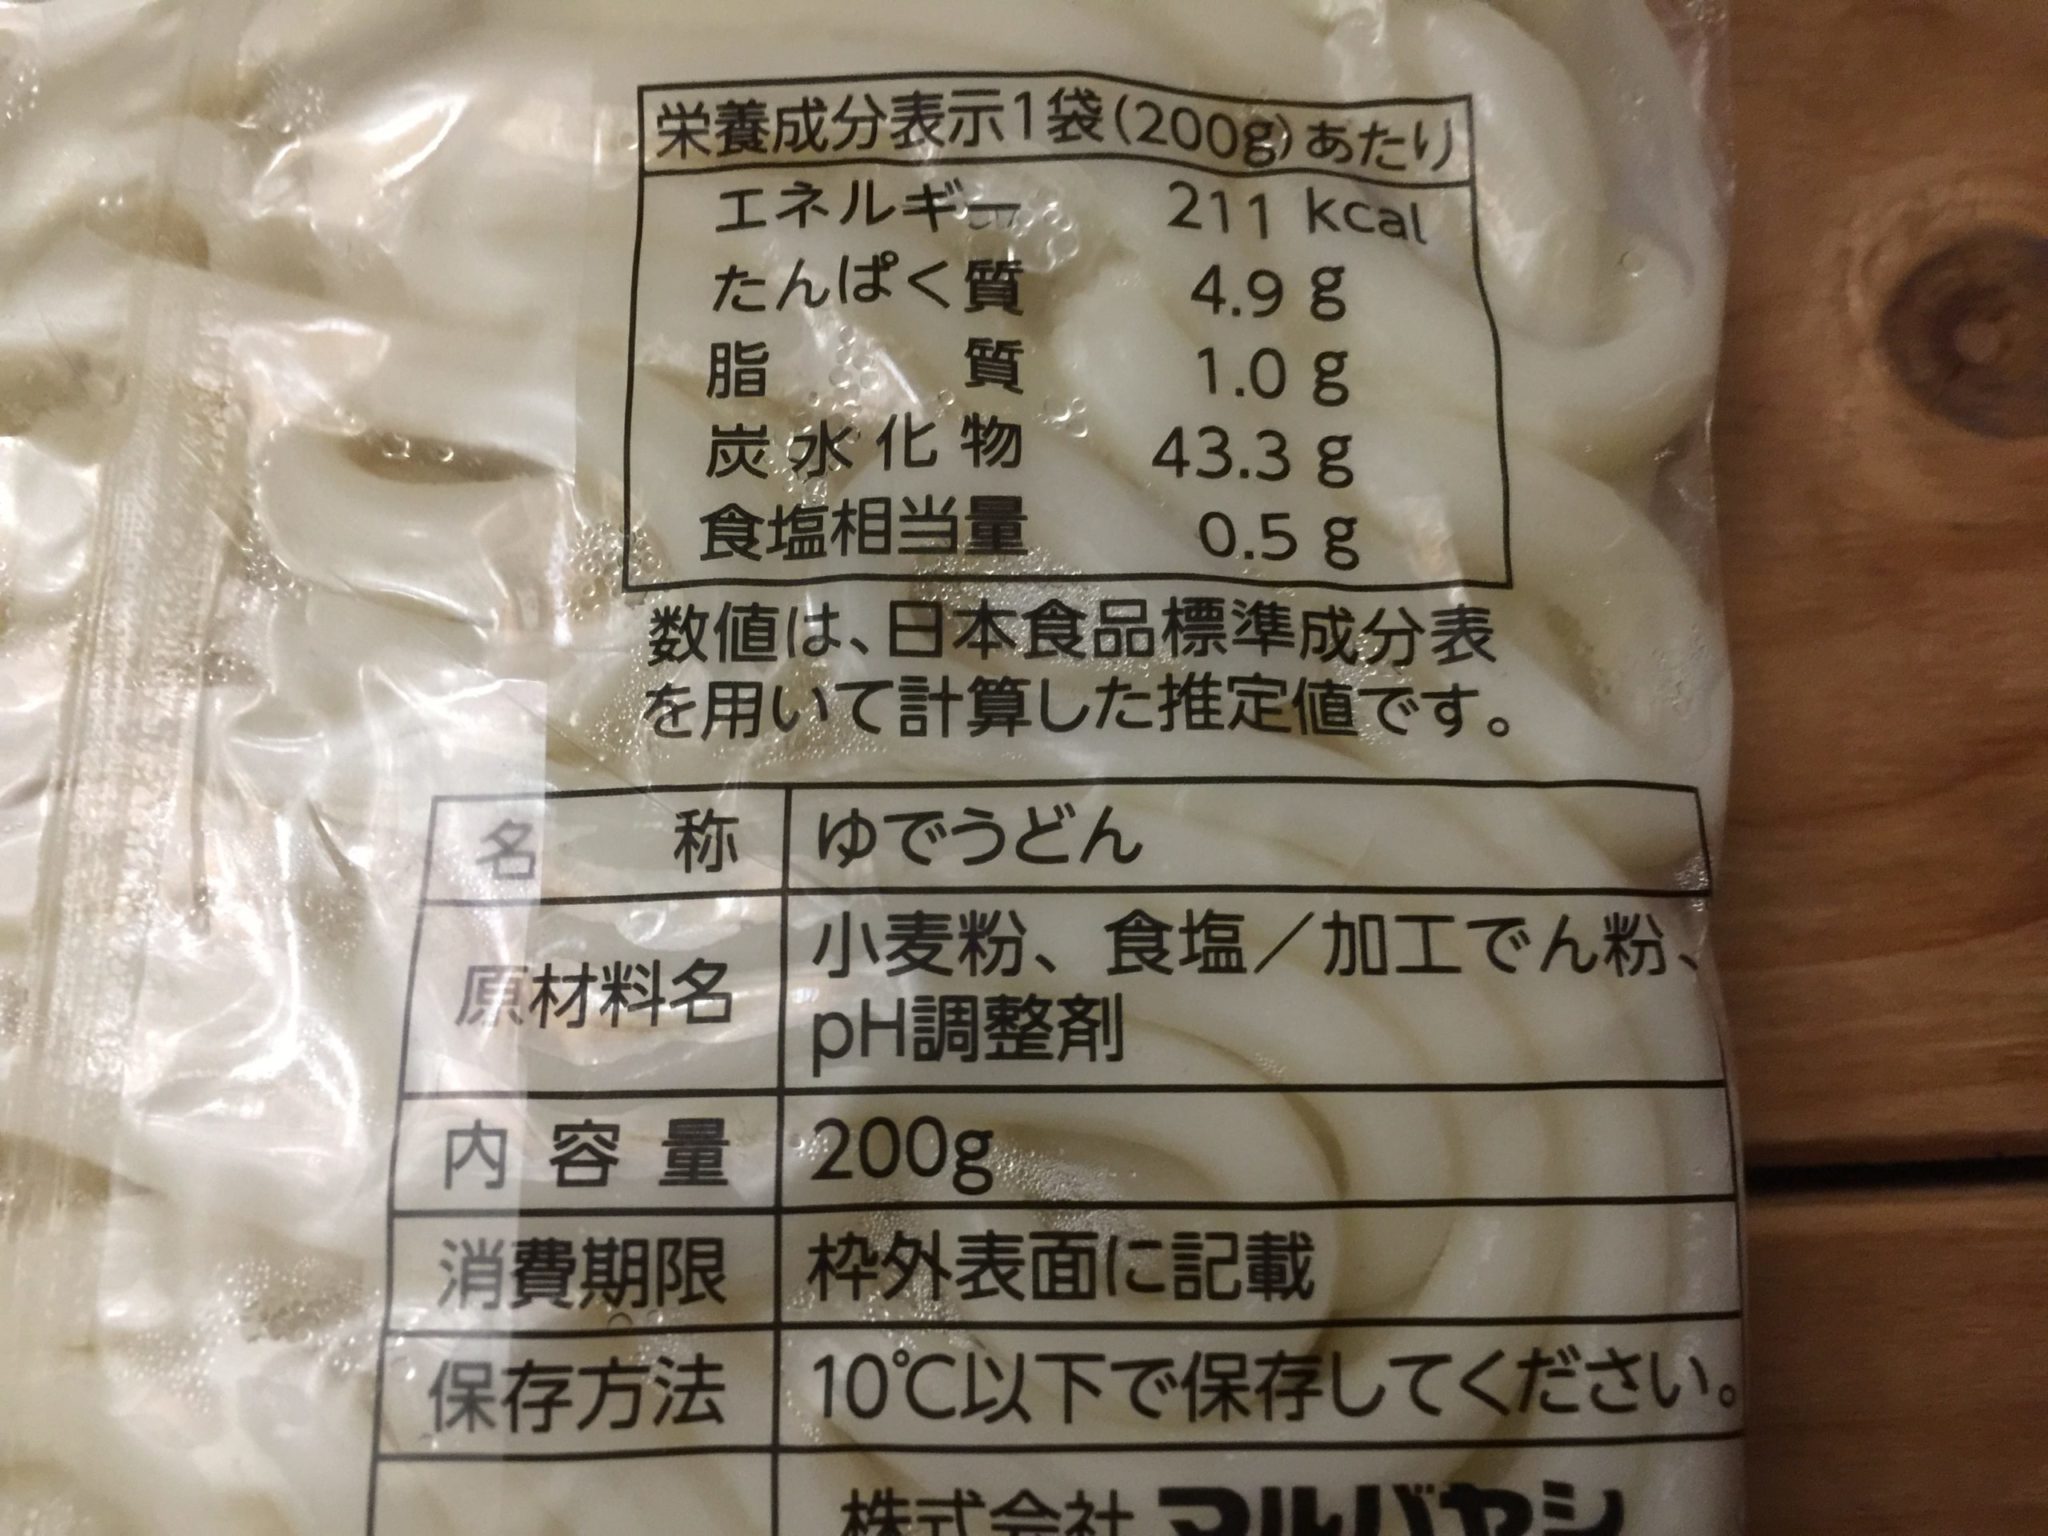 栄養成分表示1袋(200g)あたり
エネルギー 211 kcal
たんぱく質 4.9 g
脂質 1.0 g
炭水化物 43.3 g
食塩相当量 0.5 g
数値は、日本食品標準成分表
を用いて計算した推定値です。
名称 ゆでうどん
原材料名 小麦粉、食塩/加工でん粉、
pH調整剤
内容量 200g
消費期限 枠外表面に記載
保存方法 10℃以下で保存してください。
株式会社 マルバヤシ